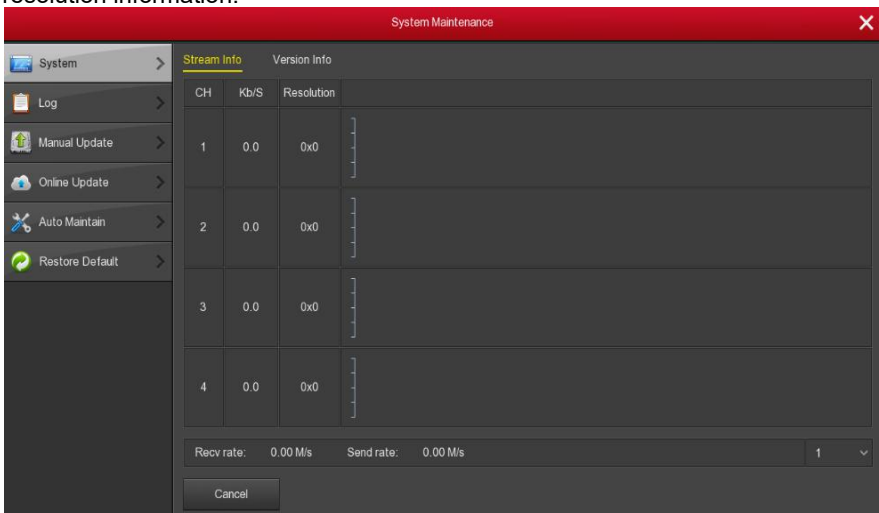 resolution information.
System Maintenance
System
Log
Manual Update
Online Update
Auto Maintain
Restore Default
Stream Info Version Info
CH Kb/S Resolution
1 0.0 0x0
2 0.0 0x0
3 0.0 0x0
4 0.0 0x0
Recv rate: 0.00 M/s Send rate: 0.00 M/s 1
Cancel